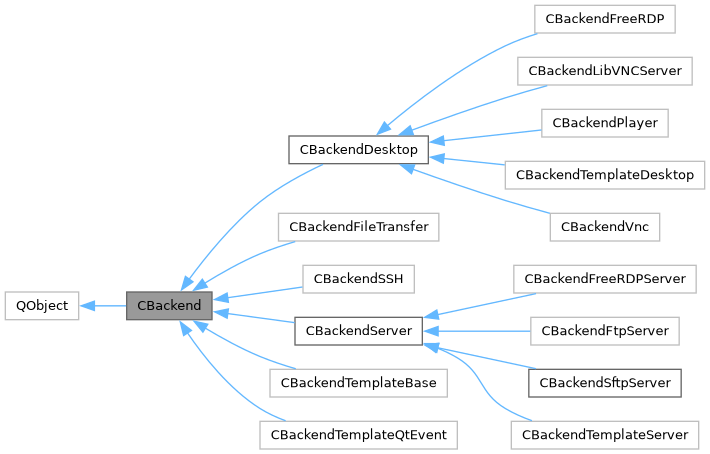 CBackendFreeRDP
CBackendLibVNCServer
CBackendPlayer
CBackendDesktop
CBackendTemplateDesktop
CBackendVnc
CBackendFileTransfer
CBackendSSH
CBackendFreeRDPServer
QObject
CBackend
CBackendServer
CBackendFtpServer
CBackendTemplateBase
CBackendSftpServer
CBackendTemplateQtEvent
CBackendTemplateServer